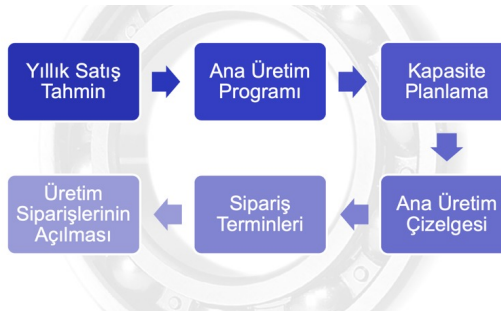 Yıllık Satış
Tahmin
Ana Üretim
Programı
Kapasite
Planlama
Ana Üretim
Çizelgesi
Sipariş
Terminleri
Üretim
Siparişlerinin
Açılması